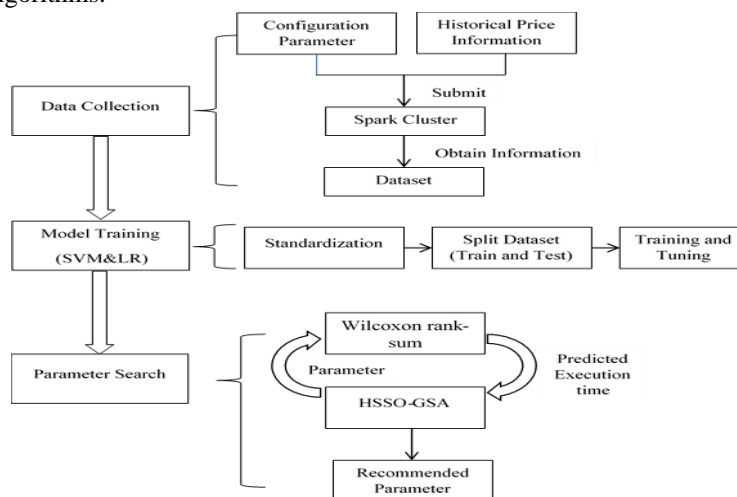 Configuration
Parameter
Historical Price
Information
Data Collection
Submit
Spark Cluster
Obtain Information
Dataset
Model Training
(SVM&LR)
Standardization
Split Dataset
(Train and Test)
Training and
Tuning
Wilcoxon rank-
sum
Parameter
Predicted
Execution
time
Parameter Search
HSSO-GSA
Recommended
Parameter